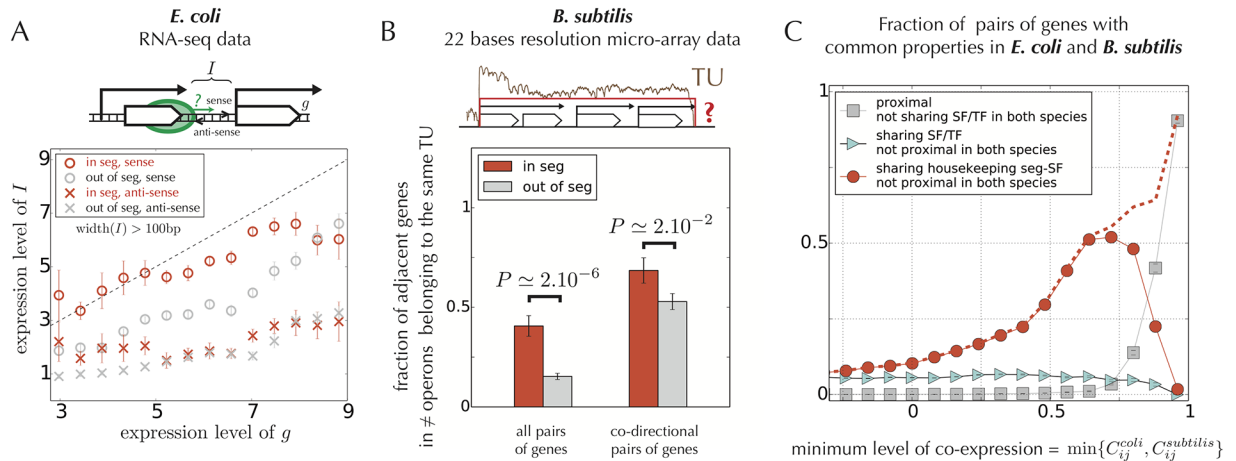 A
E. coli
RNA-seq data
I
?
sense
anti-sense
g
9
7
5
3
1
3
5
7
9
in seg, sense
out of seg, sense
in seg, anti-sense
out of seg, anti-sense
width(I) > 100bp
expression level of I
expression level of g
B
B. subtilis
22 bases resolution micro-array data
TU
?
in seg
out of seg
1
0.5
0
P ≃ 2.10⁻⁶
P ≃ 2.10⁻²
fraction of adjacent genes
in ≠ operons belonging to the same TU
all pairs
of genes
co-directional
pairs of genes
C
Fraction of pairs of genes with
common properties in E. coli and B. subtilis
1
0.5
0
proximal
not sharing SF/TF in both species
sharing SF/TF
not proximal in both species
sharing housekeeping seg-SF
not proximal in both species
0
0.5
1
minimum level of co-expression = min{C_{ij}^{coli}, C_{ij}^{subtilis}}